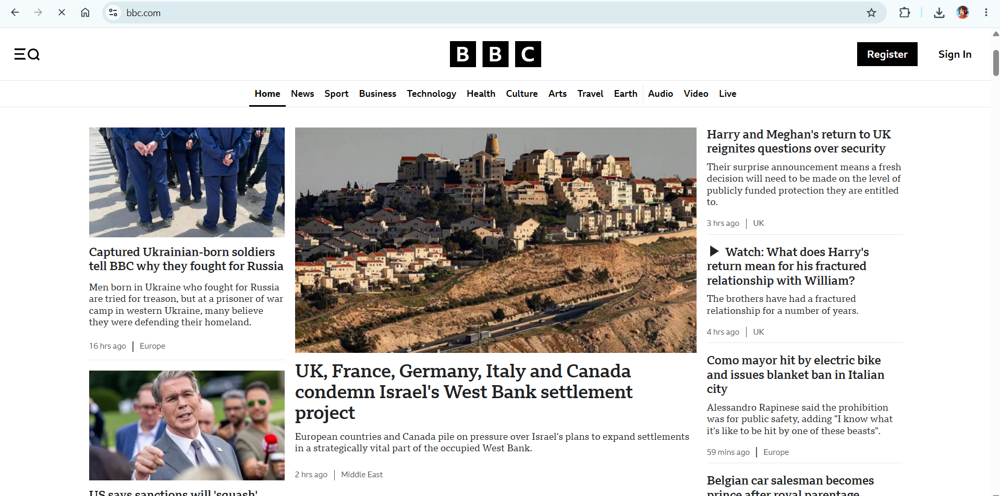 bbc.com
BBC
Register
Sign In
Home News Sport Business Technology Health Culture Arts Travel Earth Audio Video Live
Captured Ukrainian-born soldiers
tell BBC why they fought for Russia
Men born in Ukraine who fought for Russia
are tried for treason, but at a prisoner of war
camp in western Ukraine, many believe
they were defending their homeland.
16 hrs ago | Europe
US says sanctions will 'squash'
UK, France, Germany, Italy and Canada
condemn Israel's West Bank settlement
project
European countries and Canada pile on pressure over Israel's plans to expand settlements
in a strategically vital part of the occupied West Bank.
2 hrs ago | Middle East
Harry and Meghan's return to UK
reignites questions over security
Their surprise announcement means a fresh
decision will need to be made on the level of
publicly funded protection they are entitled
to.
3 hrs ago | UK
Watch: What does Harry's
return mean for his fractured
relationship with William?
The brothers have had a fractured
relationship for a number of years.
4 hrs ago | UK
Como mayor hit by electric bike
and issues blanket ban in Italian
city
Alessandro Rapinese said the prohibition
was for public safety, adding "I know what
it's like to be hit by one of these beasts".
59 mins ago | Europe
Belgian car salesman becomes
prince after royal parentage